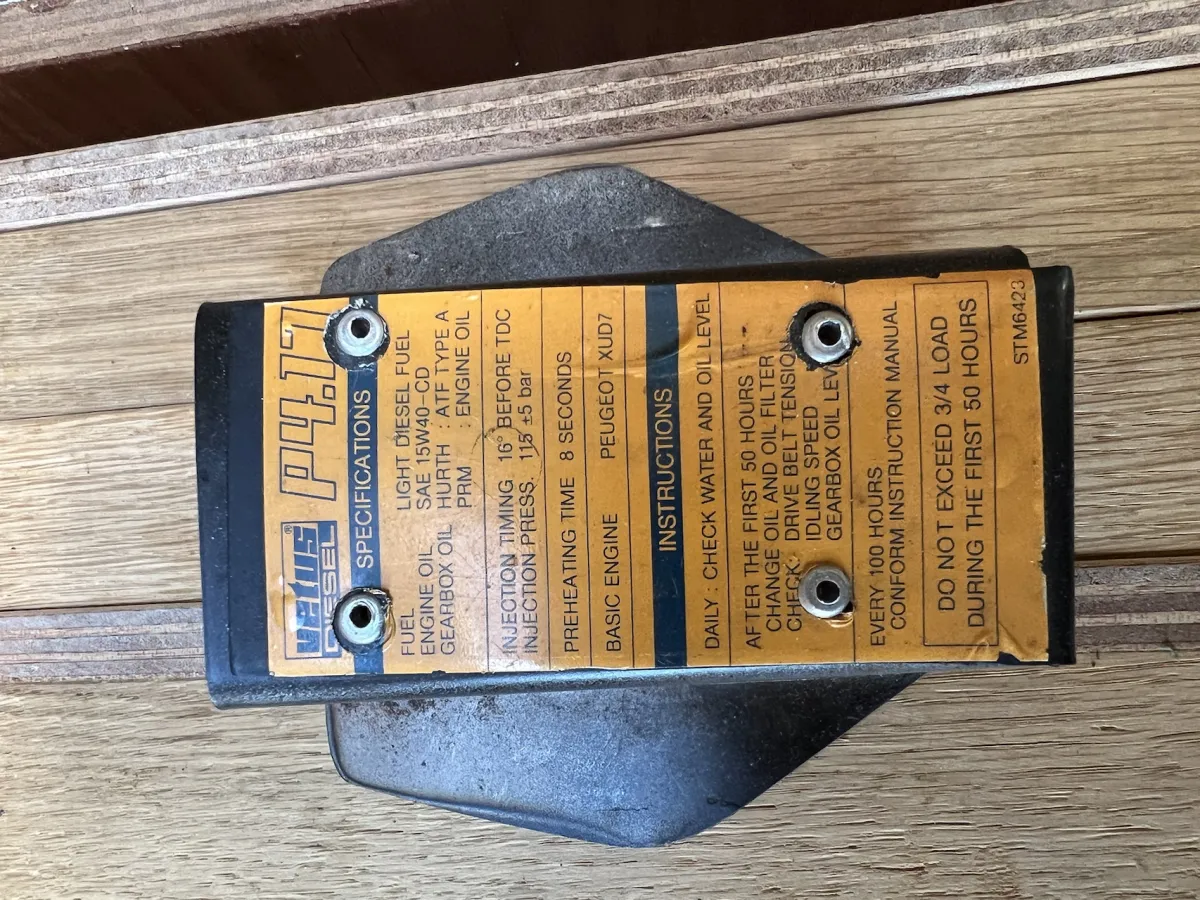 vetus® P4.17
DIESEL
SPECIFICATIONS
FUEL LIGHT DIESEL FUEL
ENGINE OIL SAE 15W40-CD
GEARBOX OIL HURTH : ATF TYPE A
PRM : ENGINE OIL
INJECTION TIMING 16° BEFORE TDC
INJECTION PRESS. 115 ±5 bar
PREHEATING TIME 8 SECONDS
BASIC ENGINE PEUGEOT XUD7
INSTRUCTIONS
DAILY : CHECK WATER AND OIL LEVEL
AFTER THE FIRST 50 HOURS
CHANGE OIL AND OIL FILTER
CHECK: DRIVE BELT TENSION
IDLING SPEED
GEARBOX OIL LEVEL
EVERY 100 HOURS
CONFORM INSTRUCTION MANUAL
DO NOT EXCEED 3/4 LOAD
DURING THE FIRST 50 HOURS
STM6423